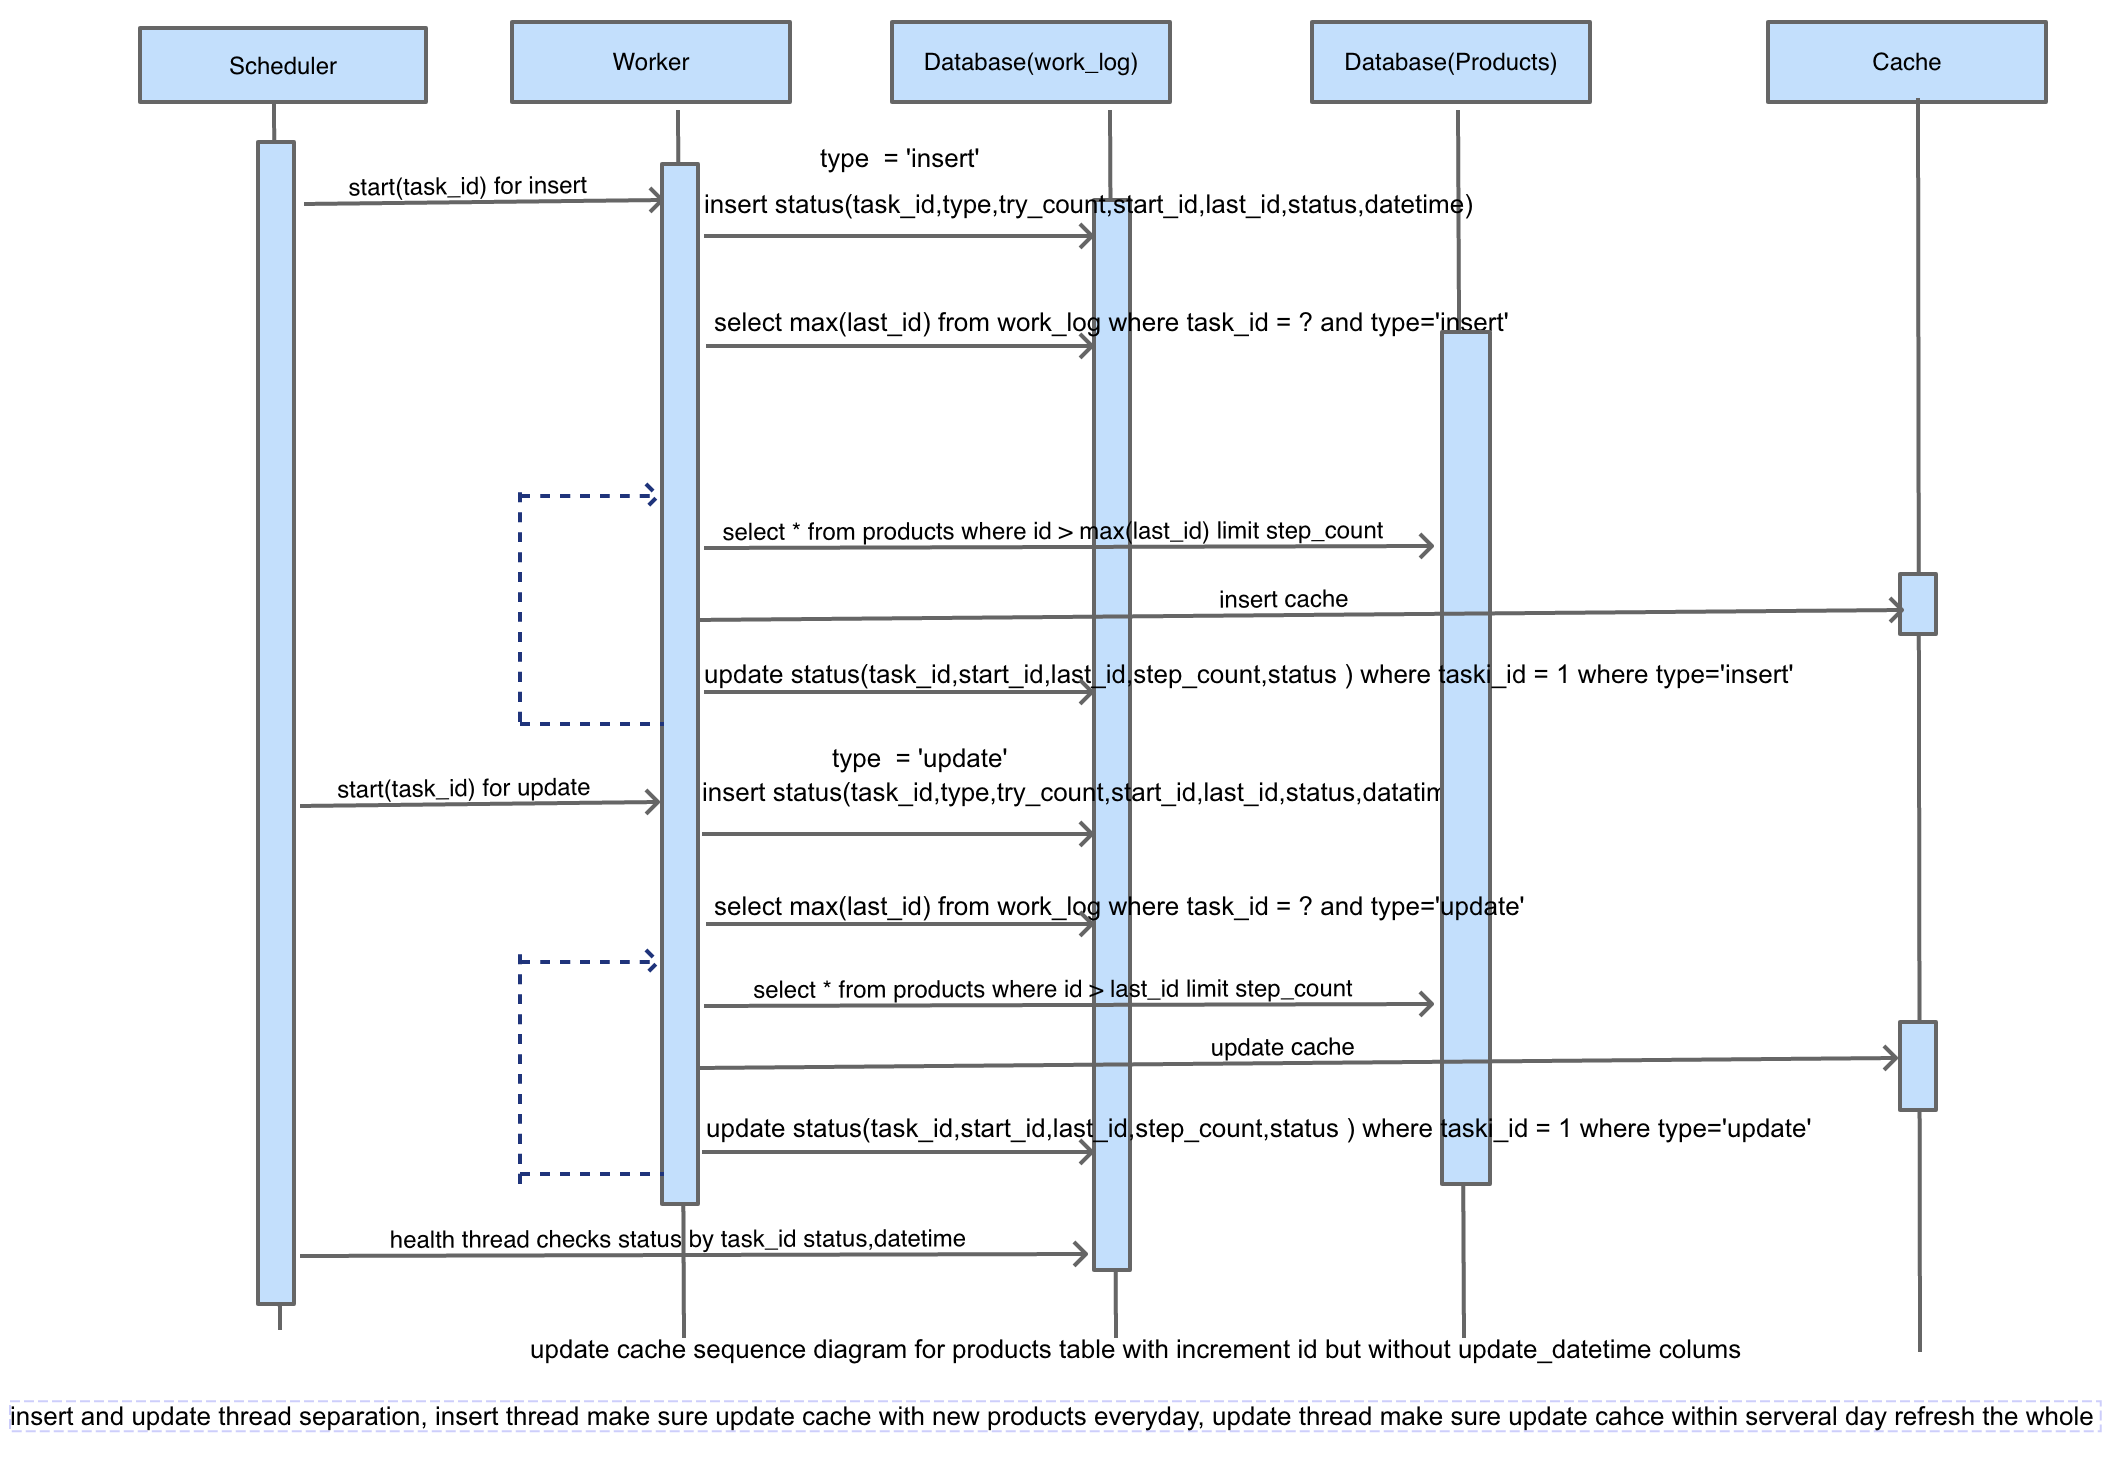 Scheduler
Worker
Database(work_log)
Database(Products)
Cache
type  = 'insert'
start(task_id) for insert
insert status(task_id,type,try_count,start_id,last_id,status,datetime)
select max(last_id) from work_log where task_id = ? and type='insert'
select * from products where id > max(last_id) limit step_count
insert cache
update status(task_id,start_id,last_id,step_count,status ) where taski_id = 1 where type='insert'
type  = 'update'
start(task_id) for update
insert status(task_id,type,try_count,start_id,last_id,status,datatim
select max(last_id) from work_log where task_id = ? and type='update'
select * from products where id > last_id limit step_count
update cache
update status(task_id,start_id,last_id,step_count,status ) where taski_id = 1 where type='update'
health thread checks status by task_id status,datetime
update cache sequence diagram for products table with increment id but without update_datetime colums
insert and update thread separation, insert thread make sure update cache with new products everyday, update thread make sure update cahce within serveral day refresh the whole